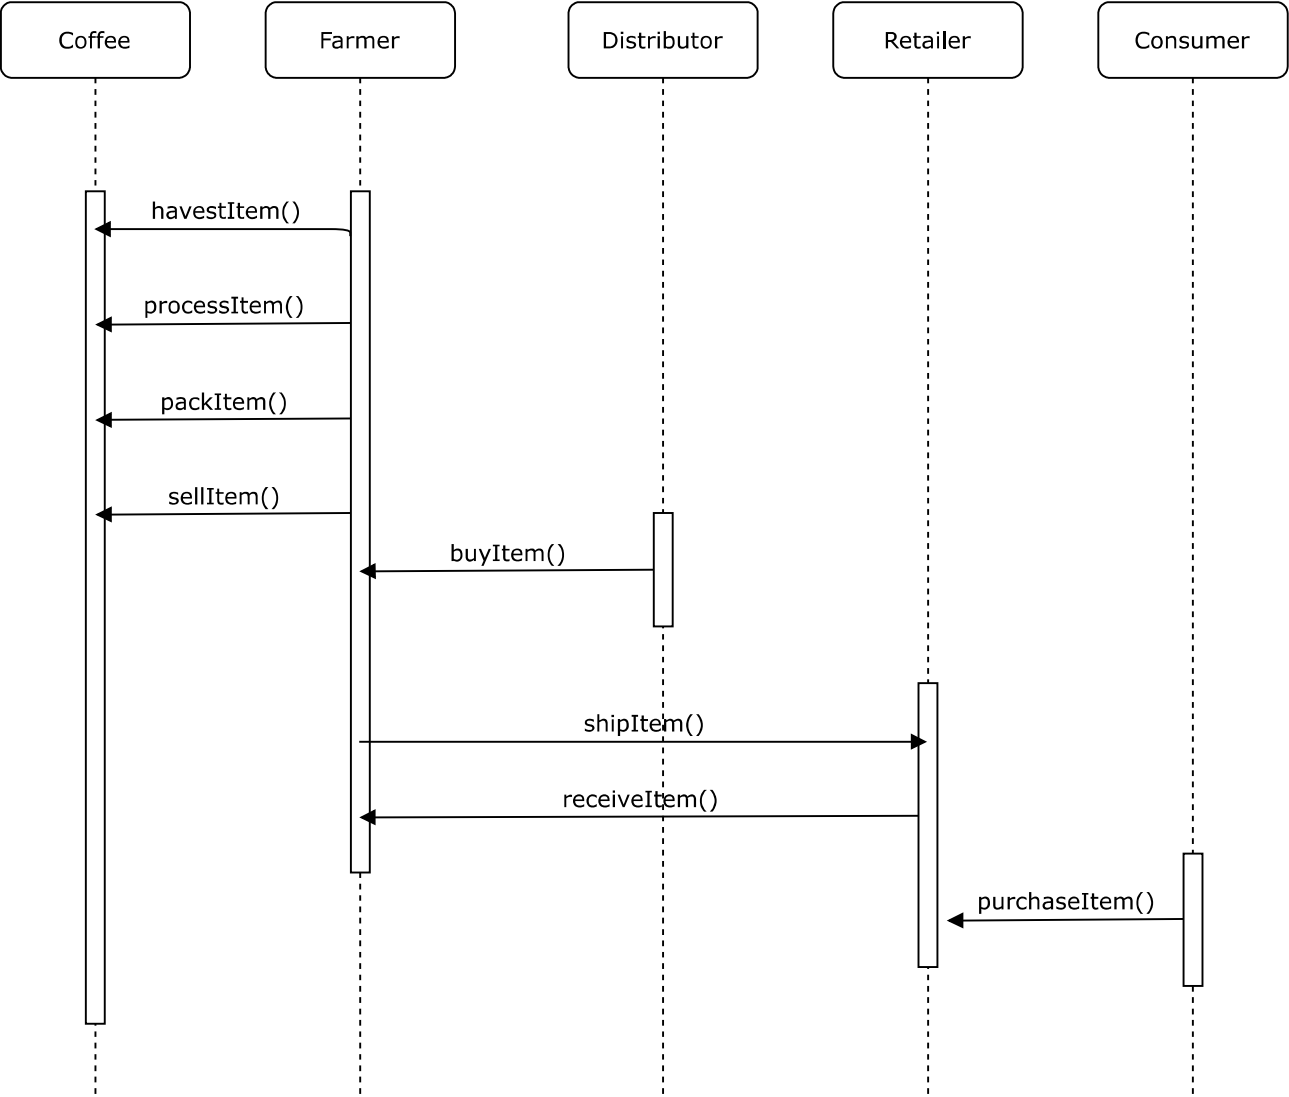 Coffee
Farmer
Distributor
Retailer
Consumer
havestItem()
processItem()
packItem()
sellItem()
buyItem()
shipItem()
receiveItem()
purchaseItem()